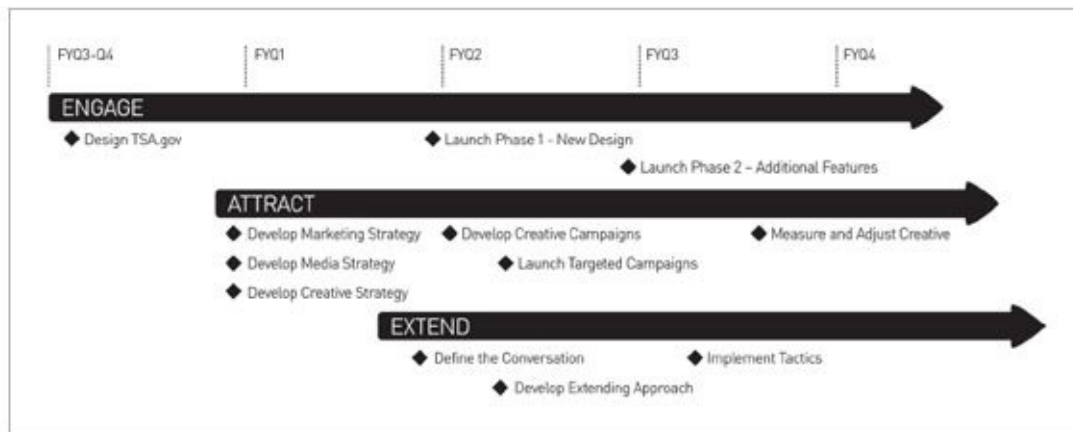 FYQ3-Q4 FYQ1 FYQ2 FYQ3 FYQ4
ENGAGE
Design TSA.gov Launch Phase 1 - New Design
Launch Phase 2 – Additional Features
ATTRACT
Develop Marketing Strategy Develop Creative Campaigns Measure and Adjust Creative
Develop Media Strategy Launch Targeted Campaigns
Develop Creative Strategy
EXTEND
Define the Conversation Implement Tactics
Develop Extending Approach